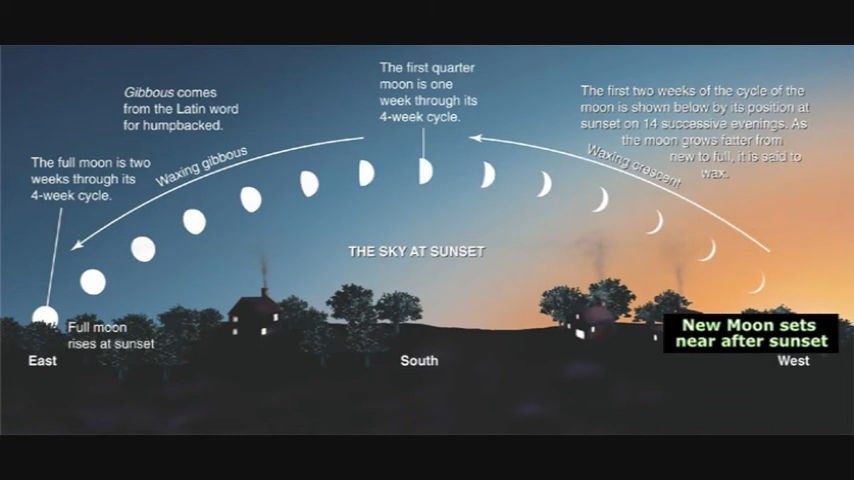 The first quarter
moon is one
week through its
4-week cycle.
Gibbous comes
from the Latin word
for humpbacked.
The first two weeks of the cycle of the
moon is shown below by its position at
sunset on 14 successive evenings. As
the moon grows fatter from
new to full, it is said to
wax.
The full moon is two
weeks through its
4-week cycle.
Waxing gibbous
Waxing crescent
THE SKY AT SUNSET
Full moon
rises at sunset
New Moon sets
near after sunset
East
South
West